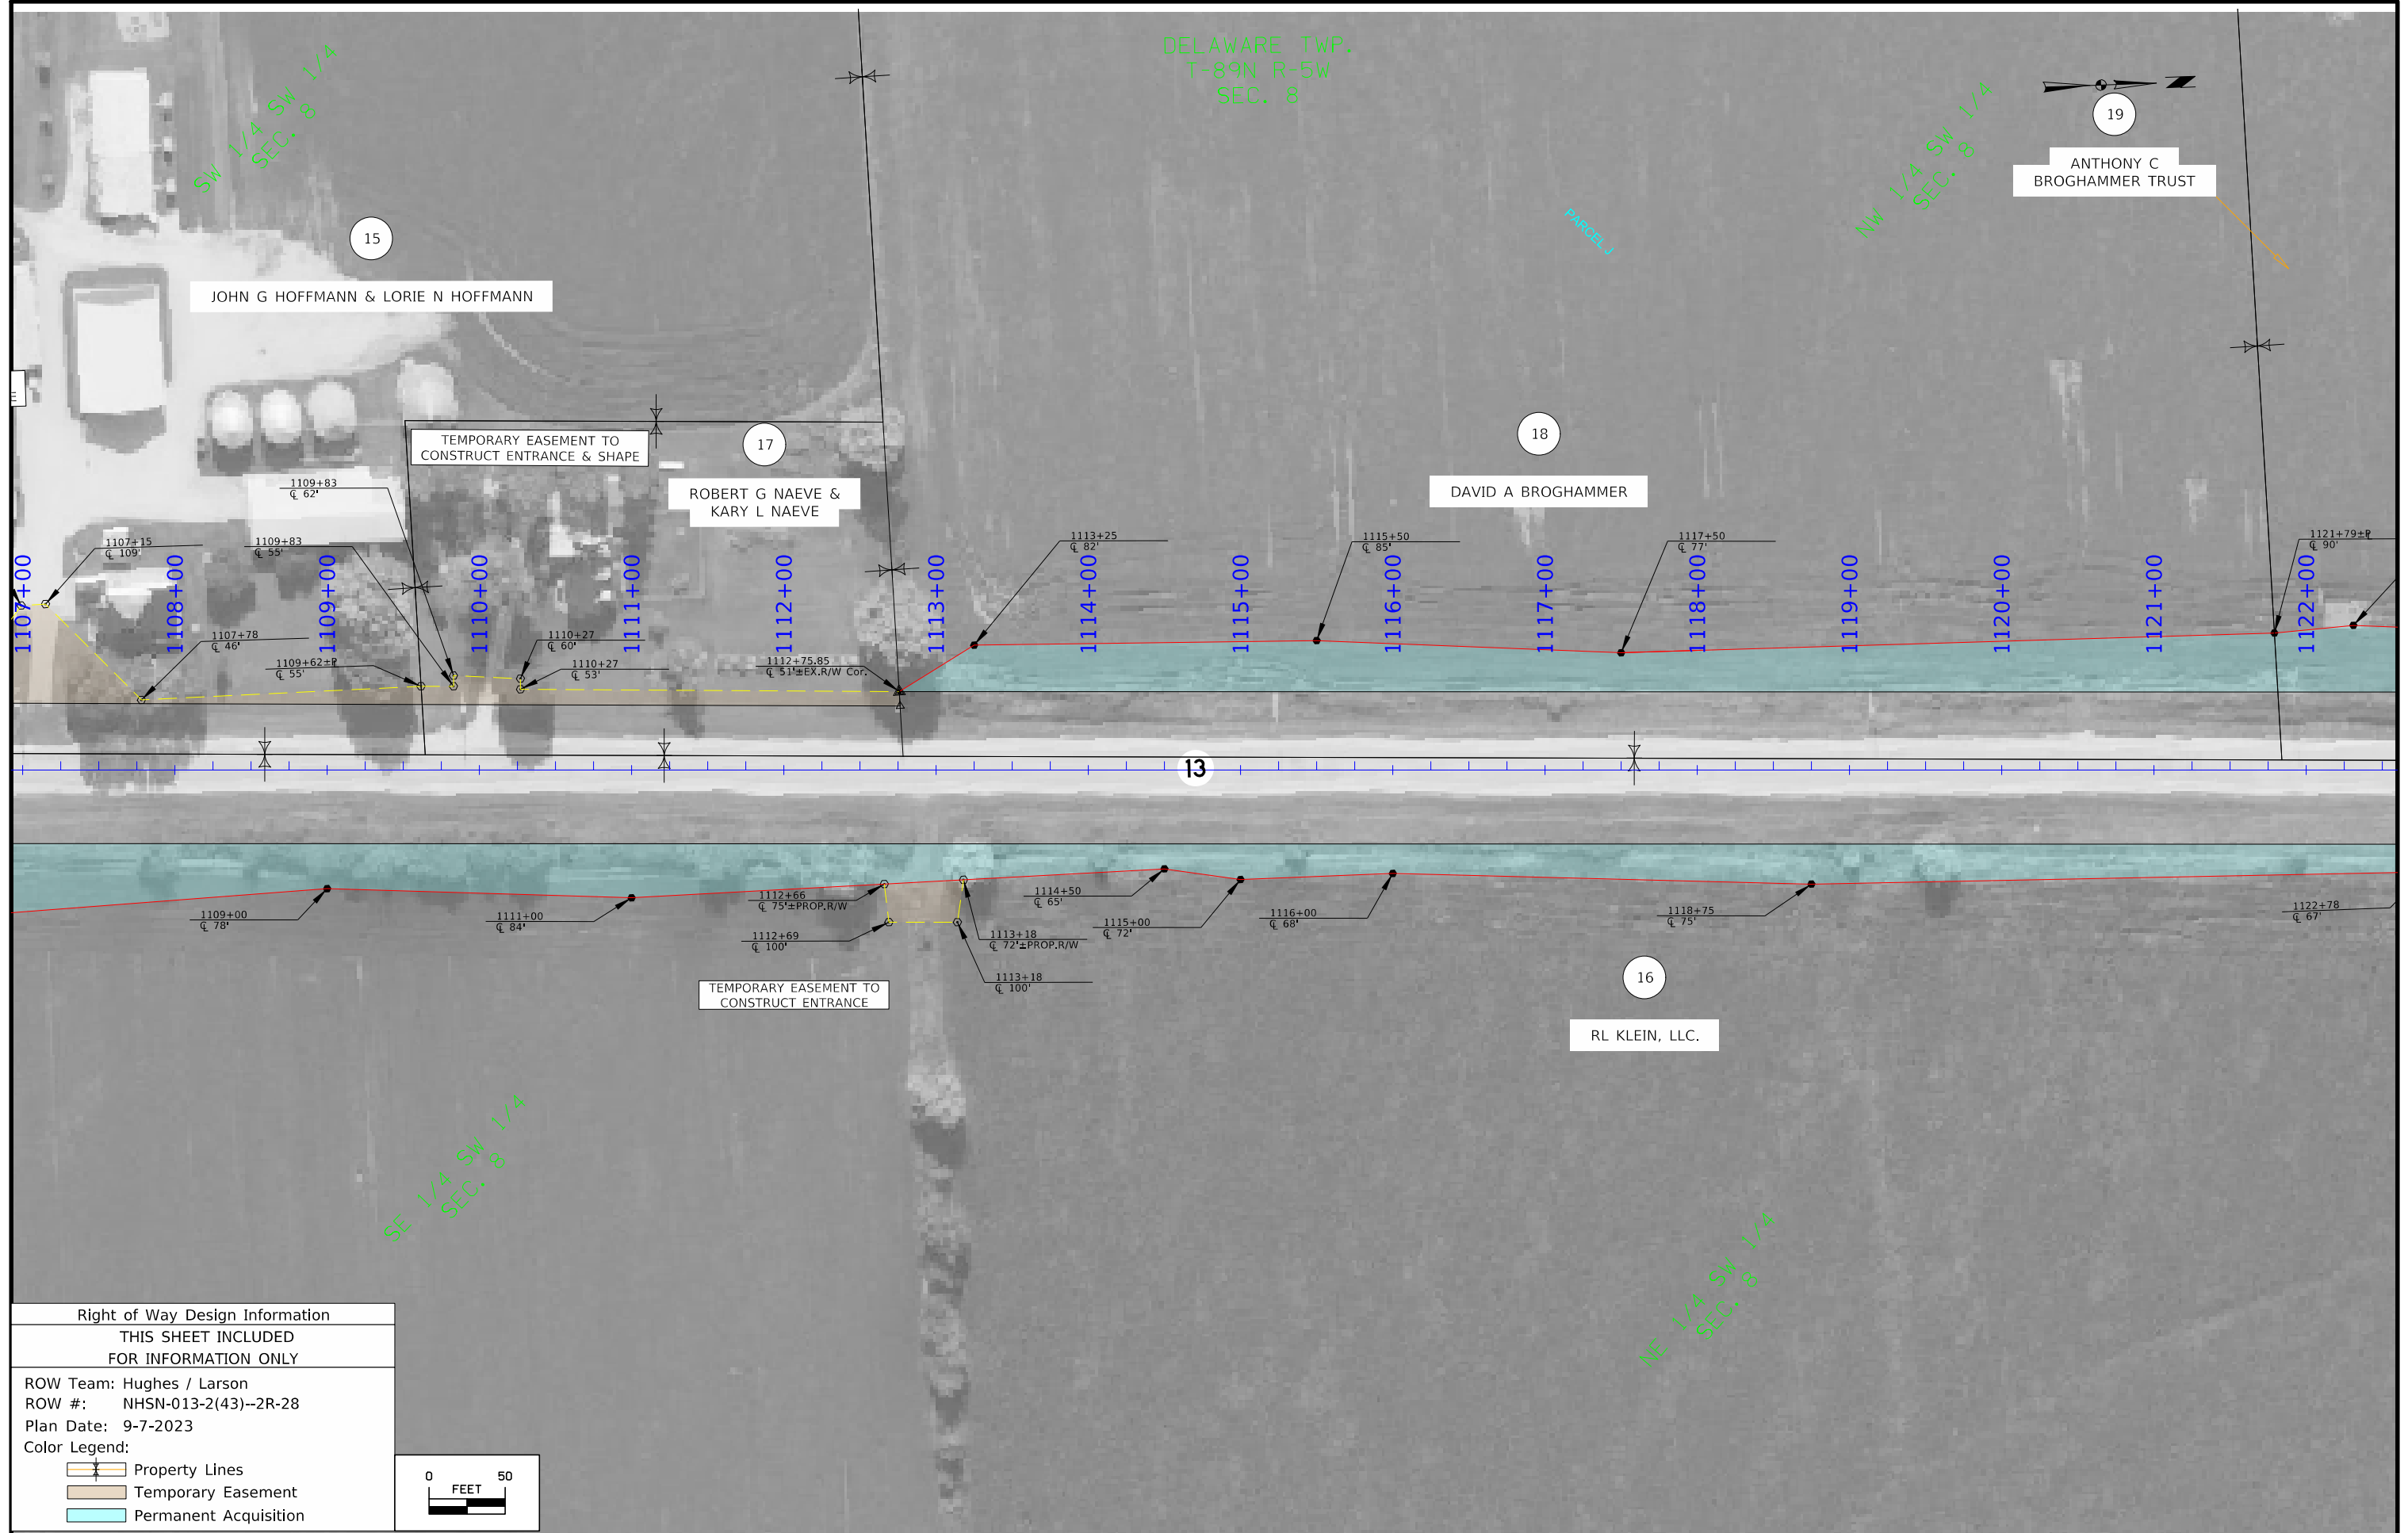 DELAWARE TWP.
T-89N R-5W
SEC. 8
SW 1/4 SW 1/4
SEC. 8
NW 1/4 SW 1/4
SEC. 8
19
ANTHONY C
BROGHAMMER TRUST
PARCEL J
15
JOHN G HOFFMANN & LORIE N HOFFMANN
E
TEMPORARY EASEMENT TO
CONSTRUCT ENTRANCE & SHAPE
17
ROBERT G NAEVE &
KARY L NAEVE
18
DAVID A BROGHAMMER
1109+83
℄ 62'
1107+15
℄ 109'
1109+83
℄ 55'
1113+25
℄ 82'
1115+50
℄ 85'
1117+50
℄ 77'
1121+79±℄
℄ 90'
1107+00
1108+00
1109+00
1110+00
1111+00
1112+00
1113+00
1114+00
1115+00
1116+00
1117+00
1118+00
1119+00
1120+00
1121+00
1122+00
1107+78
℄ 46'
1109+62±P
℄ 55'
1110+27
℄ 60'
1110+27
℄ 53'
1112+75.85
℄ 51'±EX.R/W Cor.
13
1109+00
℄ 78'
1111+00
℄ 84'
1112+66
℄ 75'±PROP.R/W
1112+69
℄ 100'
1113+18
℄ 72'±PROP.R/W
1113+18
℄ 100'
1114+50
℄ 65'
1115+00
℄ 72'
1116+00
℄ 68'
1118+75
℄ 75'
1122+78
℄ 67'
TEMPORARY EASEMENT TO
CONSTRUCT ENTRANCE
16
RL KLEIN, LLC.
SE 1/4 SW 1/4
SEC. 8
NE 1/4 SW 1/4
SEC. 8
Right of Way Design Information
THIS SHEET INCLUDED
FOR INFORMATION ONLY
ROW Team: Hughes / Larson
ROW #: NHSN-013-2(43)--2R-28
Plan Date: 9-7-2023
Color Legend:
Property Lines
Temporary Easement
Permanent Acquisition
0 50
FEET